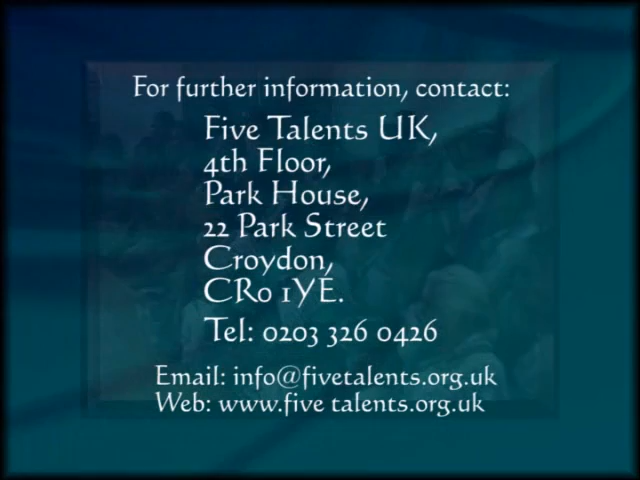 For further information, contact:
Five Talents UK,
4th Floor,
Park House,
22 Park Street
Croydon,
CR0 1YE.
Tel: 0203 326 0426
Email: info@fivetalents.org.uk
Web: www.five talents.org.uk